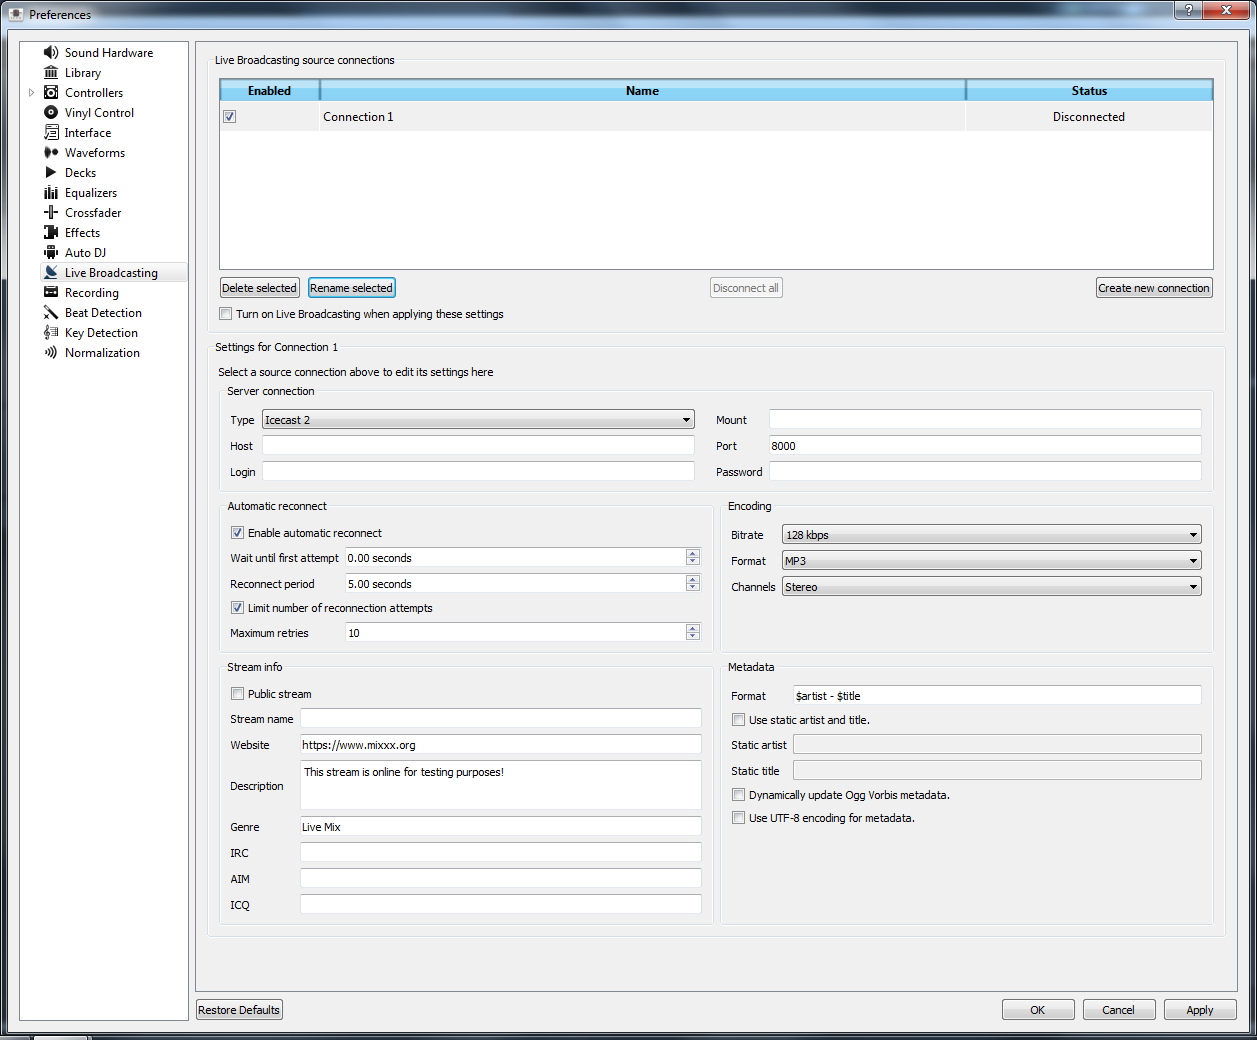 Preferences
?
Sound Hardware
Library
Controllers
Vinyl Control
Interface
Waveforms
Decks
Equalizers
Crossfader
Effects
Auto DJ
Live Broadcasting
Recording
Beat Detection
Key Detection
Normalization
Live Broadcasting source connections
Enabled Name Status
Connection 1 Disconnected
Delete selected Rename selected Disconnect all Create new connection
Turn on Live Broadcasting when applying these settings
Settings for Connection 1
Select a source connection above to edit its settings here
Server connection
Type Icecast 2 Mount
Host Port 8000
Login Password
Automatic reconnect
Enable automatic reconnect
Wait until first attempt 0.00 seconds
Reconnect period 5.00 seconds
Limit number of reconnection attempts
Maximum retries 10
Encoding
Bitrate 128 kbps
Format MP3
Channels Stereo
Stream info
Public stream
Stream name
Website https://www.mixxx.org
Description This stream is online for testing purposes!
Genre Live Mix
IRC
AIM
ICQ
Metadata
Format $artist - $title
Use static artist and title.
Static artist
Static title
Dynamically update Ogg Vorbis metadata.
Use UTF-8 encoding for metadata.
Restore Defaults OK Cancel Apply